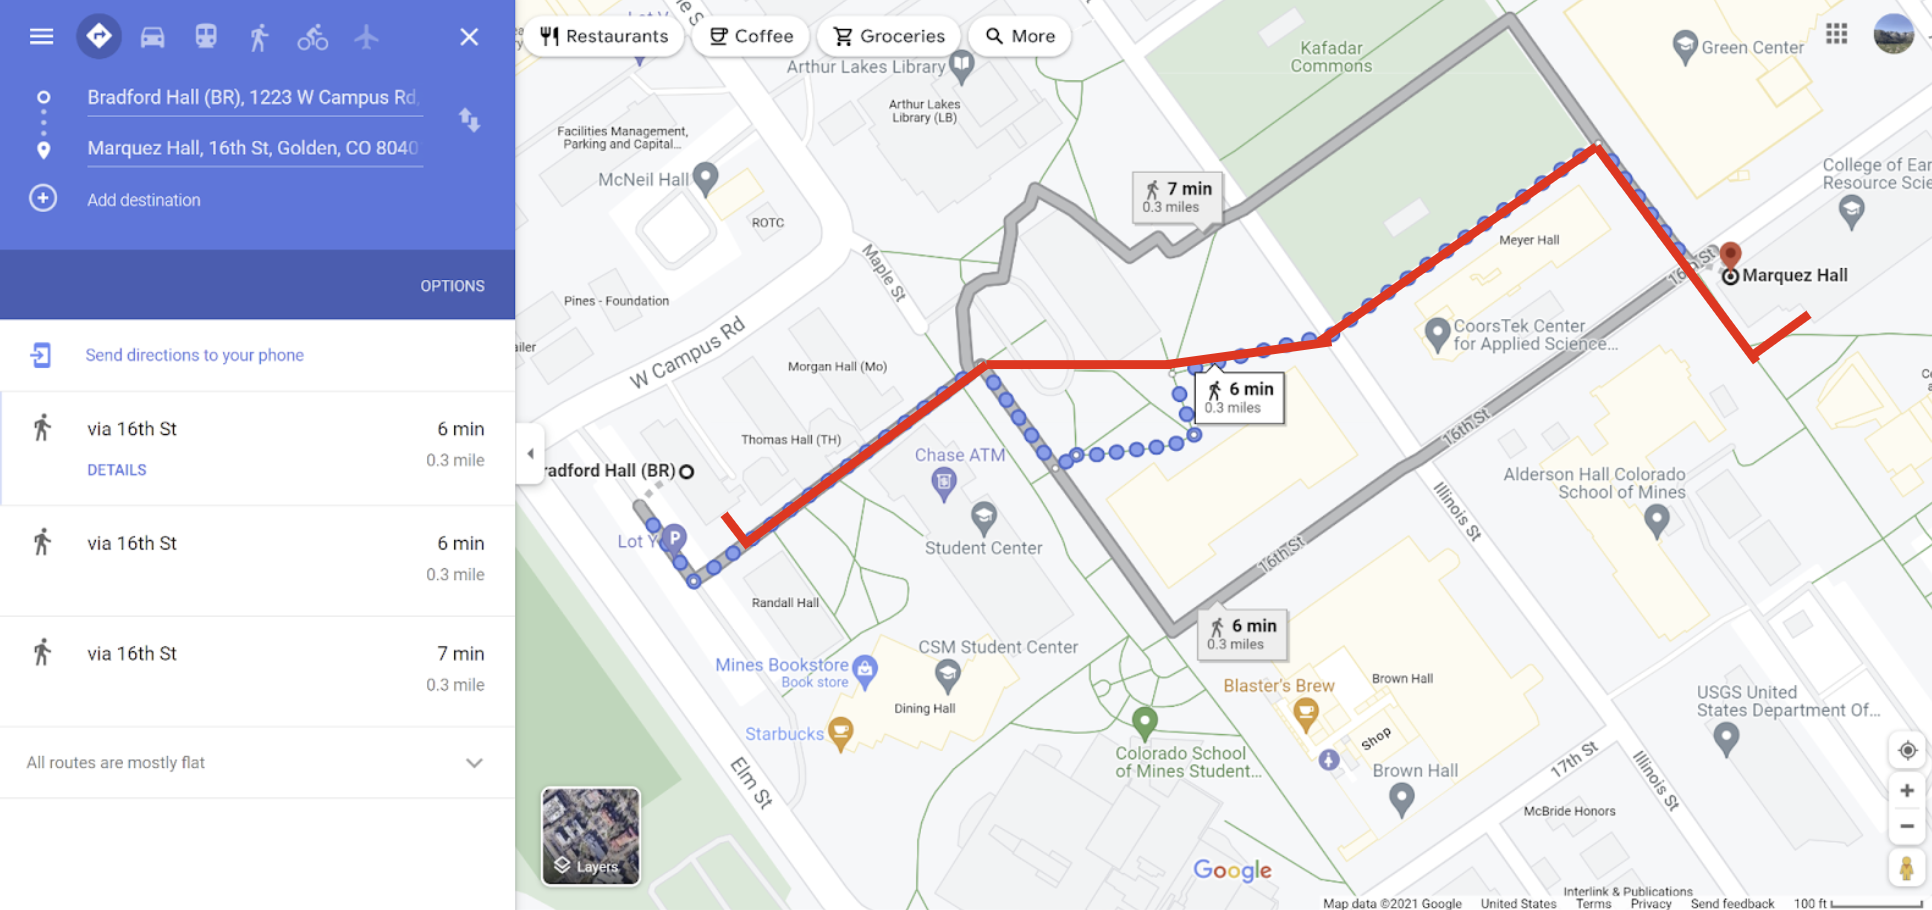 Bradford Hall (BR), 1223 W Campus Rd,
Marquez Hall, 16th St, Golden, CO 8040
Add destination
OPTIONS
Send directions to your phone
via 16th St
6 min
DETAILS
0.3 mile
via 16th St
6 min
0.3 mile
via 16th St
7 min
0.3 mile
All routes are mostly flat
Restaurants
Coffee
Groceries
More
Lot Y
Arthur Lakes Library
Arthur Lakes
Library (LB)
Kafadar
Commons
Green Center
Facilities Management,
Parking and Capital...
McNeil Hall
ROTC
7 min
0.3 miles
College of Ear
Resource Scie
Meyer Hall
Maple St
16th St
Marquez Hall
Pines - Foundation
ailer
W Campus Rd
Morgan Hall (Mo)
CoorsTek Center
for Applied Science...
6 min
0.3 miles
Thomas Hall (TH)
Chase ATM
radford Hall (BR)
16th St
Alderson Hall Colorado
School of Mines
Illinois St
Lot Y
P
Student Center
16th St
Randall Hall
6 min
0.3 miles
CSM Student Center
Mines Bookstore
Book store
Dining Hall
Blaster's Brew
Brown Hall
USGS United
States Department Of...
Starbucks
Shop
Colorado School
of Mines Student...
Brown Hall
17th St
Illinois St
Elm St
McBride Honors
Layers
Google
Interlink & Publications
Map data ©2021 Google
United States
Terms
Privacy
Send feedback
100 ft